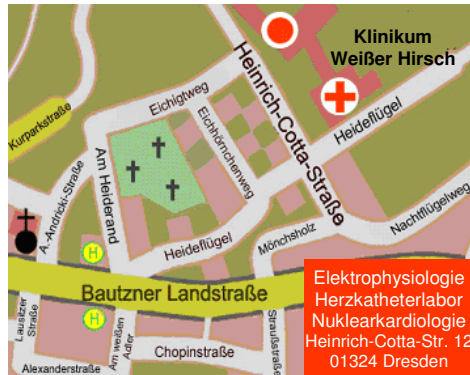 Klinikum
Weißer Hirsch
Heinrich-Cotta-Straße
Eichigtweg
Heideflügel
Kurparkstraße
Eichhörnchenweg
Am Heiderand
A.-Andricki-Straße
Nachtflügelweg
Mönchsholz
Heideflügel
H
Bautzner Landstraße
H
Lausitzer
Straße
Am weißen
Adler
Chopinstraße
Straußstraße
Alexanderstraße
Elektrophysiologie
Herzkatheterlabor
Nuklearkardiologie
Heinrich-Cotta-Str. 12
01324 Dresden